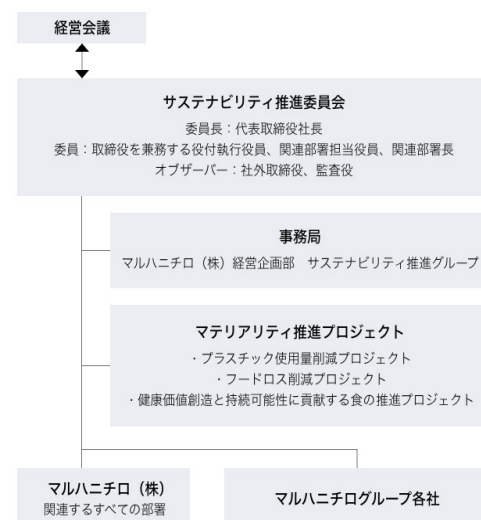 経営会議
サステナビリティ推進委員会
委員長：代表取締役社長
委員：取締役を兼務する役付執行役員、関連部署担当役員、関連部署長
オブザーバー：社外取締役、監査役
事務局
マルハニチロ（株）経営企画部　サステナビリティ推進グループ
マテリアリティ推進プロジェクト
・プラスチック使用量削減プロジェクト
・フードロス削減プロジェクト
・健康価値創造と持続可能性に貢献する食の推進プロジェクト
マルハニチロ（株）
関連するすべての部署
マルハニチログループ各社